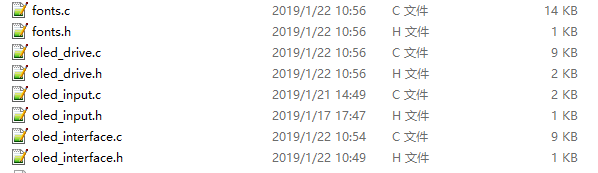 fonts.c 2019/1/22 10:56 C 文件 14 KB
fonts.h 2019/1/22 10:56 H 文件 1 KB
oled_drive.c 2019/1/22 10:56 C 文件 9 KB
oled_drive.h 2019/1/22 10:56 H 文件 2 KB
oled_input.c 2019/1/21 14:49 C 文件 2 KB
oled_input.h 2019/1/17 17:47 H 文件 1 KB
oled_interface.c 2019/1/22 10:54 C 文件 9 KB
oled_interface.h 2019/1/22 10:49 H 文件 1 KB